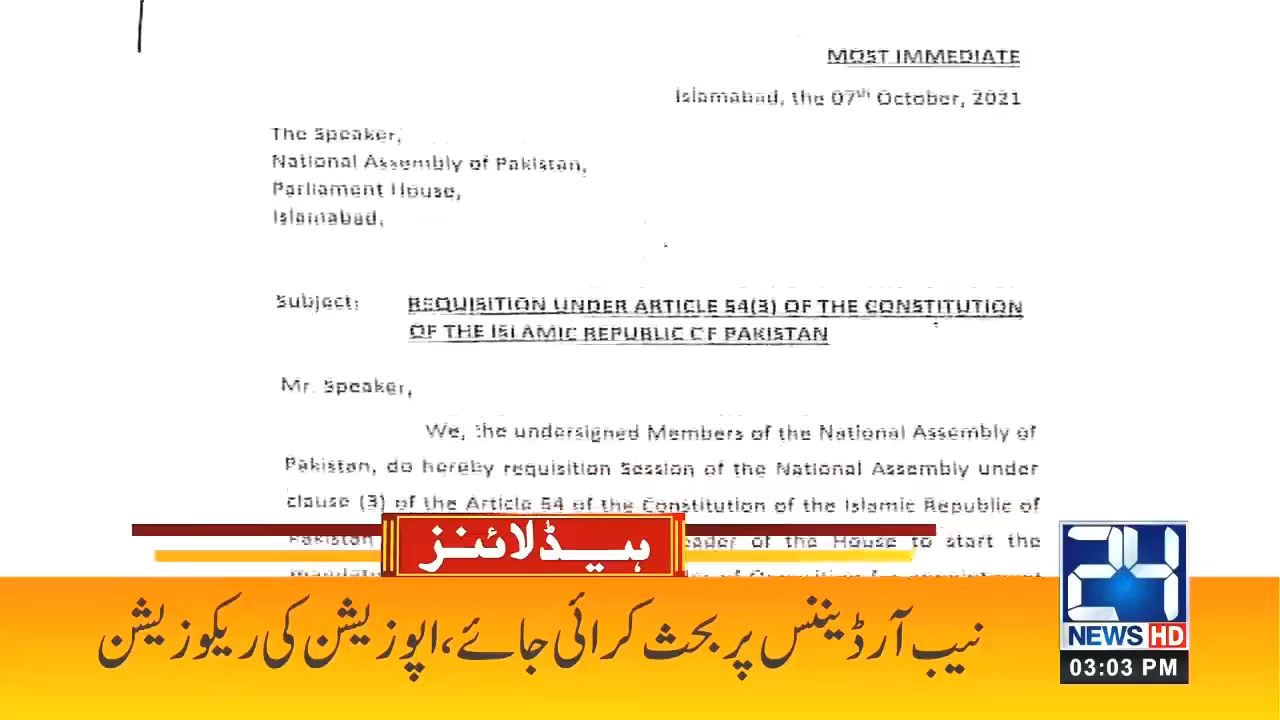 MOST IMMEDIATE
Islamabad, the 07th October, 2021
The Speaker,
National Assembly of Pakistan,
Parliament House,
Islamabad,
Subject: REQUISITION UNDER ARTICLE 54(3) OF THE CONSTITUTION
OF THE ISLAMIC REPUBLIC OF PAKISTAN
Mr. Speaker,
We, the undersigned Members of the National Assembly of
Pakistan, do hereby requisition Session of the National Assembly under
clause (3) of the Article 54 of the Constitution of the Islamic Republic of
Pakistan of the House to start the
ہیڈلائنز
نیب آرڈیننس پر بحث کرائی جائے، اپوزیشن کی ریکوزیشن
24
NEWS HD
03:03 PM